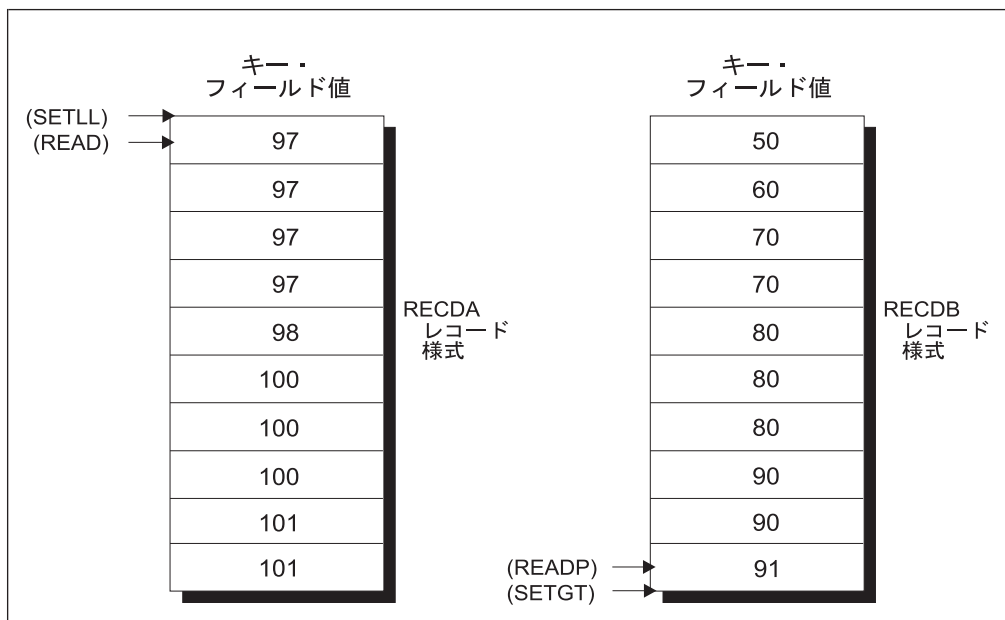 キー・
フィールド値
(SETLL)
(READ)
97
97
97
97
98
100
100
100
101
101
RECDA
レコード
様式
キー・
フィールド値
50
60
70
70
80
80
80
90
90
91
(READP)
(SETGT)
RECDB
レコード
様式